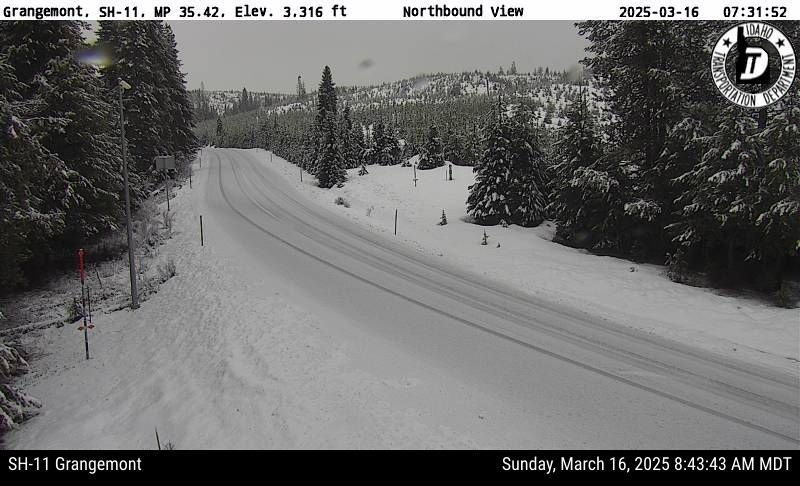 Grangemont, SH-11, MP 35.42, Elev. 3,316 ft Northbound View 2025-03-16 07:31:52
IDAHO
TRANSPORTATION DEPARTMENT
SH-11 Grangemont Sunday, March 16, 2025 8:43:43 AM MDT